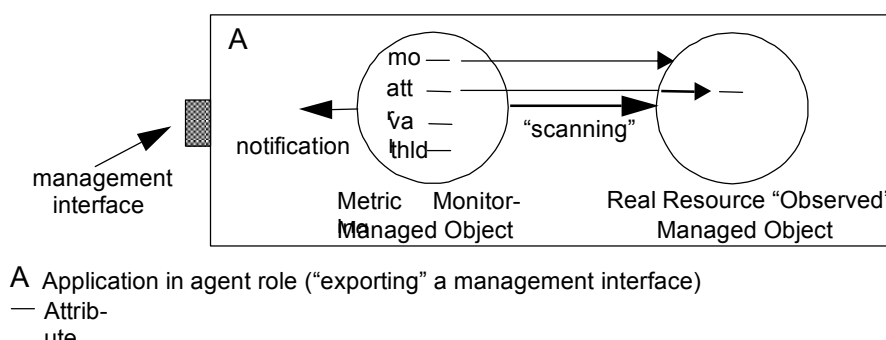 A
mo
att
r
va
l
thld
notification
"scanning"
management
interface
Metric Monitor-
ing
Managed Object
Real Resource "Observed"
Managed Object
A Application in agent role ("exporting" a management interface)
Attrib-
ute